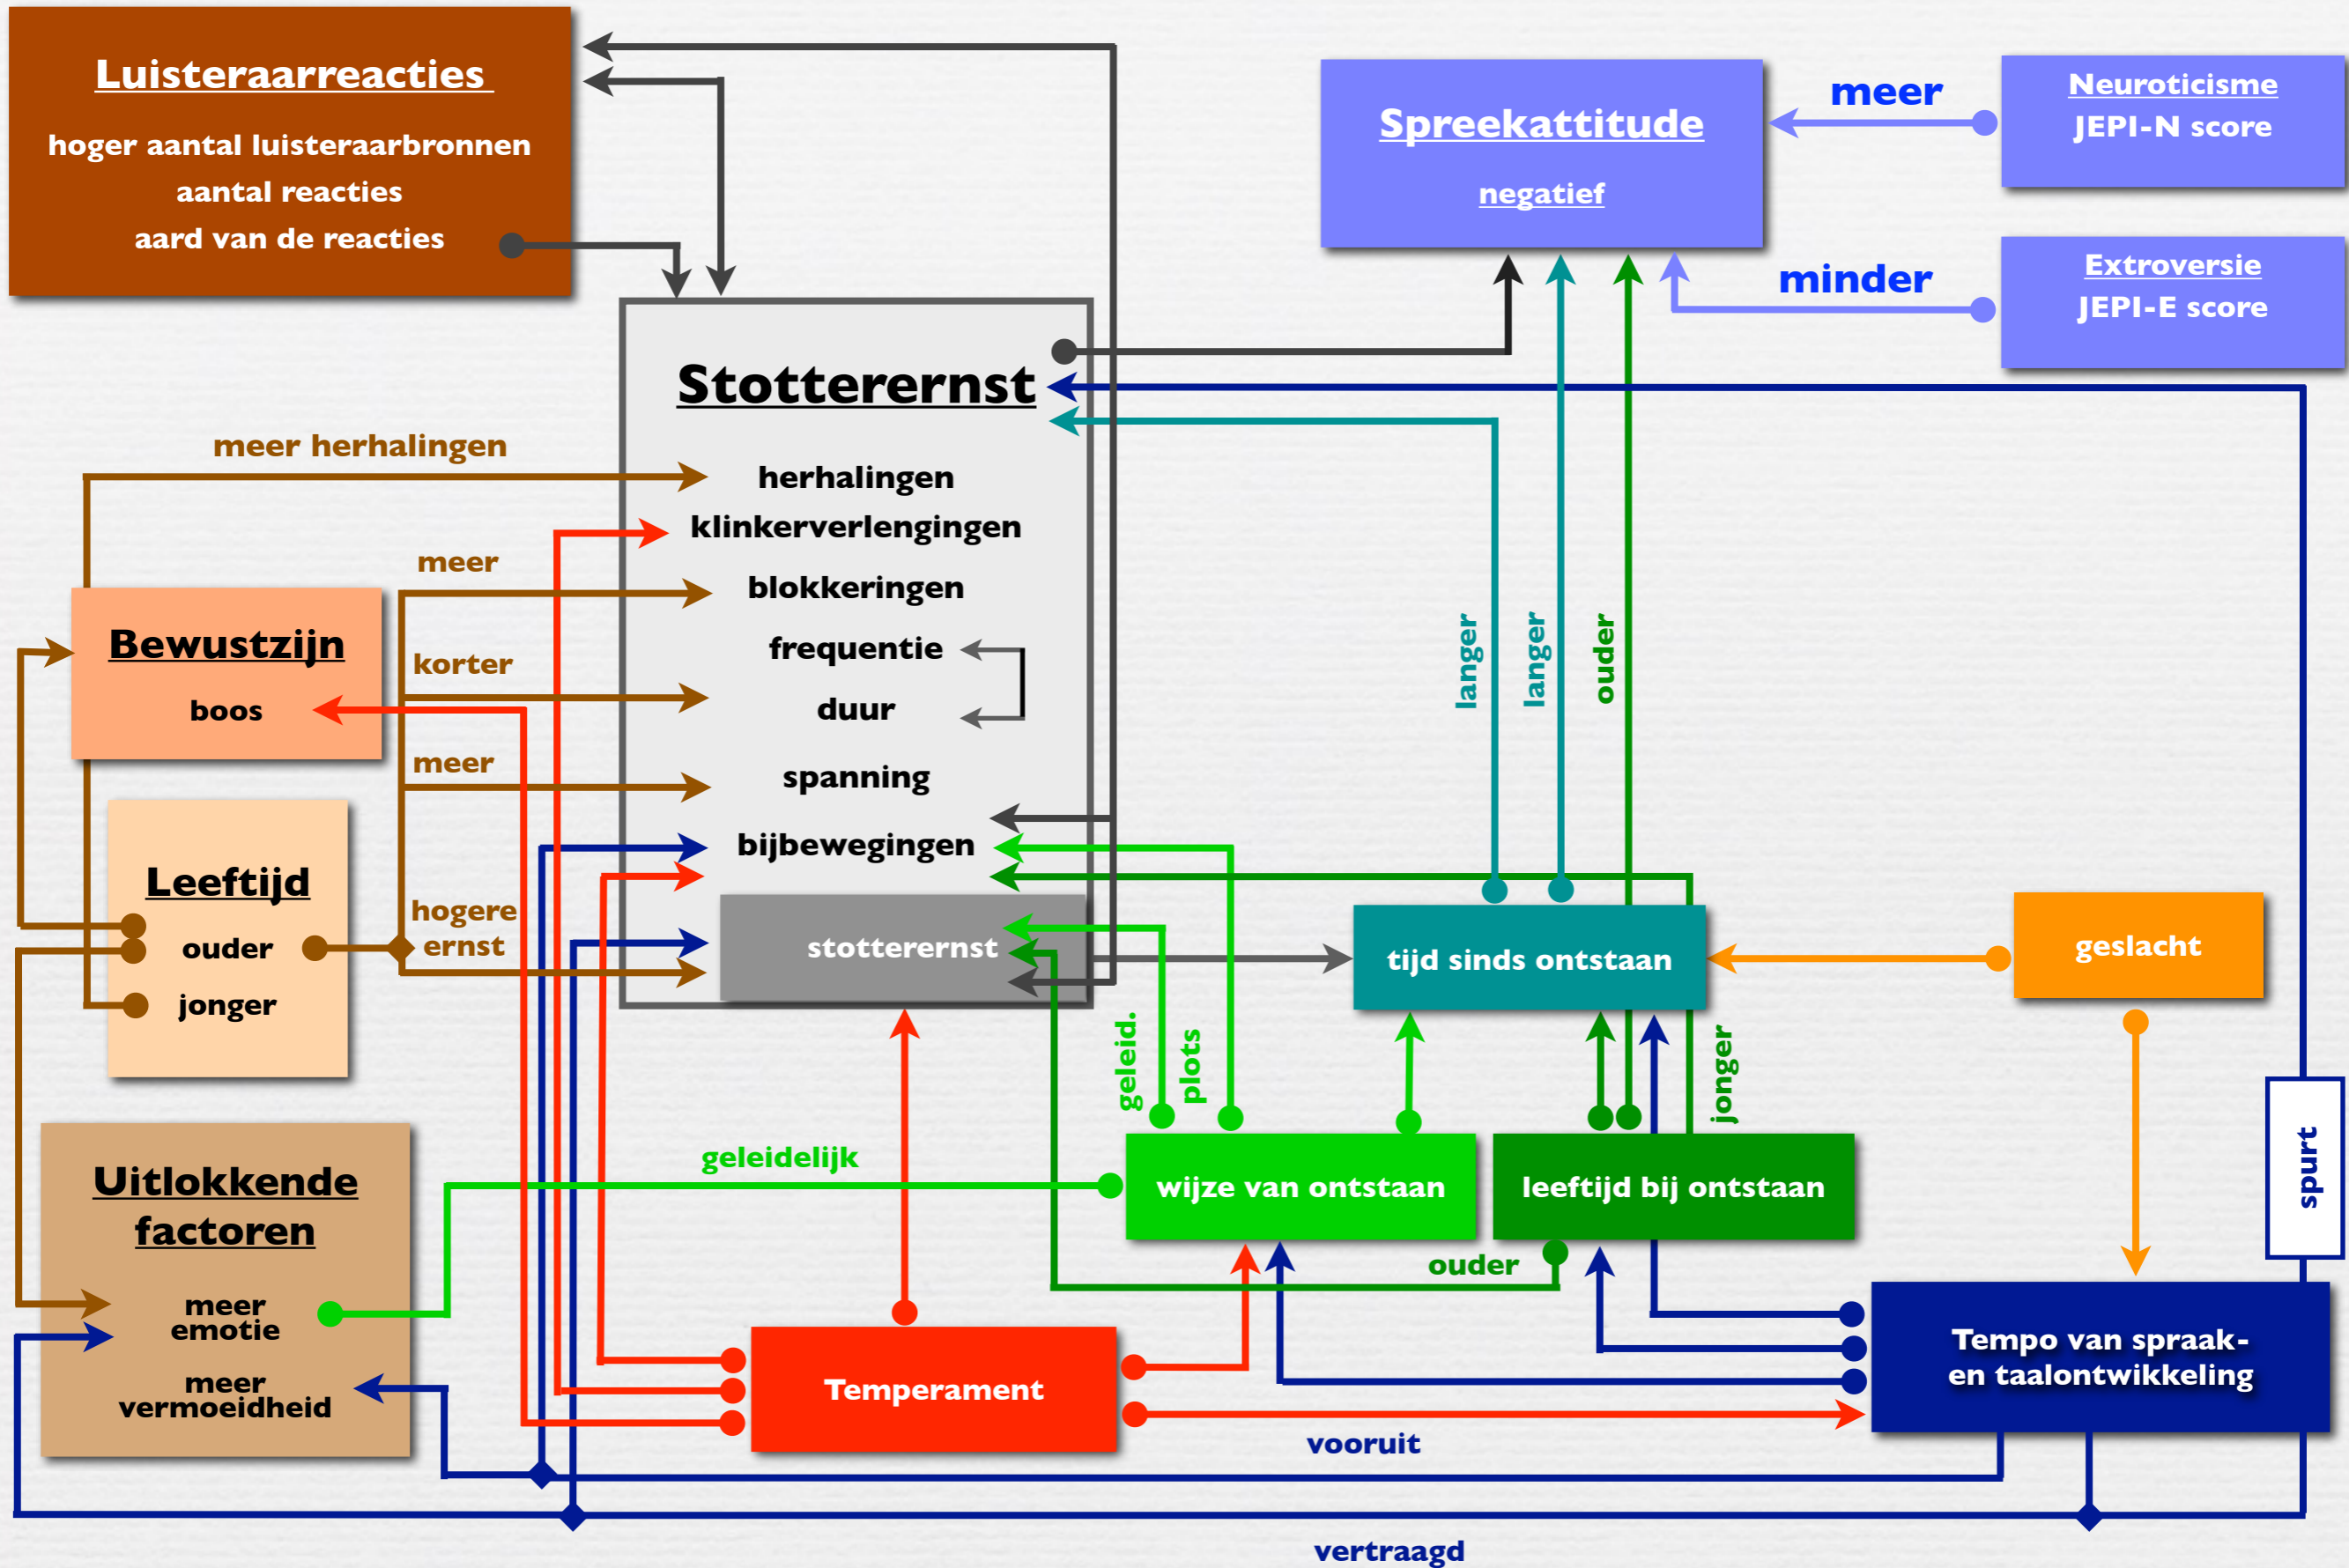 Luisteraarreacties
hoger aantal luisteraarbronnen
aantal reacties
aard van de reacties
Spreekattitude
negatief
meer
Neuroticisme
JEPI-N score
minder
Extroversie
JEPI-E score
Stotterernst
herhalingen
klinkerverlengingen
blokkeringen
frequentie
duur
spanning
bijbewegingen
stotterernst
meer herhalingen
meer
korter
meer
hogere
ernst
Bewustzijn
boos
Leeftijd
ouder
jonger
langer
langer
ouder
tijd sinds ontstaan
geslacht
geleid.
plots
jonger
Uitlokkende
factoren
meer
emotie
meer
vermoeidheid
geleidelijk
wijze van ontstaan
leeftijd bij ontstaan
ouder
spurt
Temperament
Tempo van spraak-
en taalontwikkeling
vooruit
vertraagd